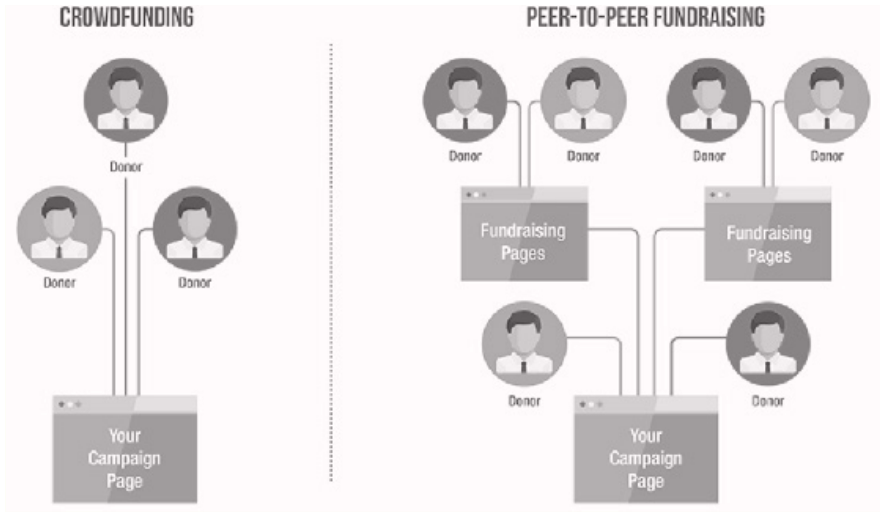 CROWDFUNDING
Donor
Donor
Donor
Your
Campaign
Page
PEER-TO-PEER FUNDRAISING
Donor
Donor
Donor
Donor
Fundraising
Pages
Fundraising
Pages
Donor
Donor
Your
Campaign
Page